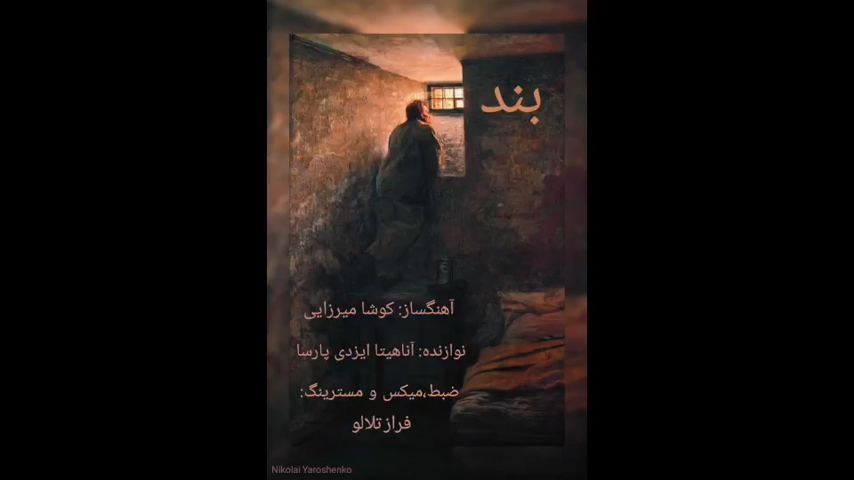 بند
آهنگساز: کوشا میرزایی
نوازنده: آناهیتا ایزدی پارسا
ضبط،میکس و مسترینگ:
فراز تلالو
Nikolai Yaroshenko